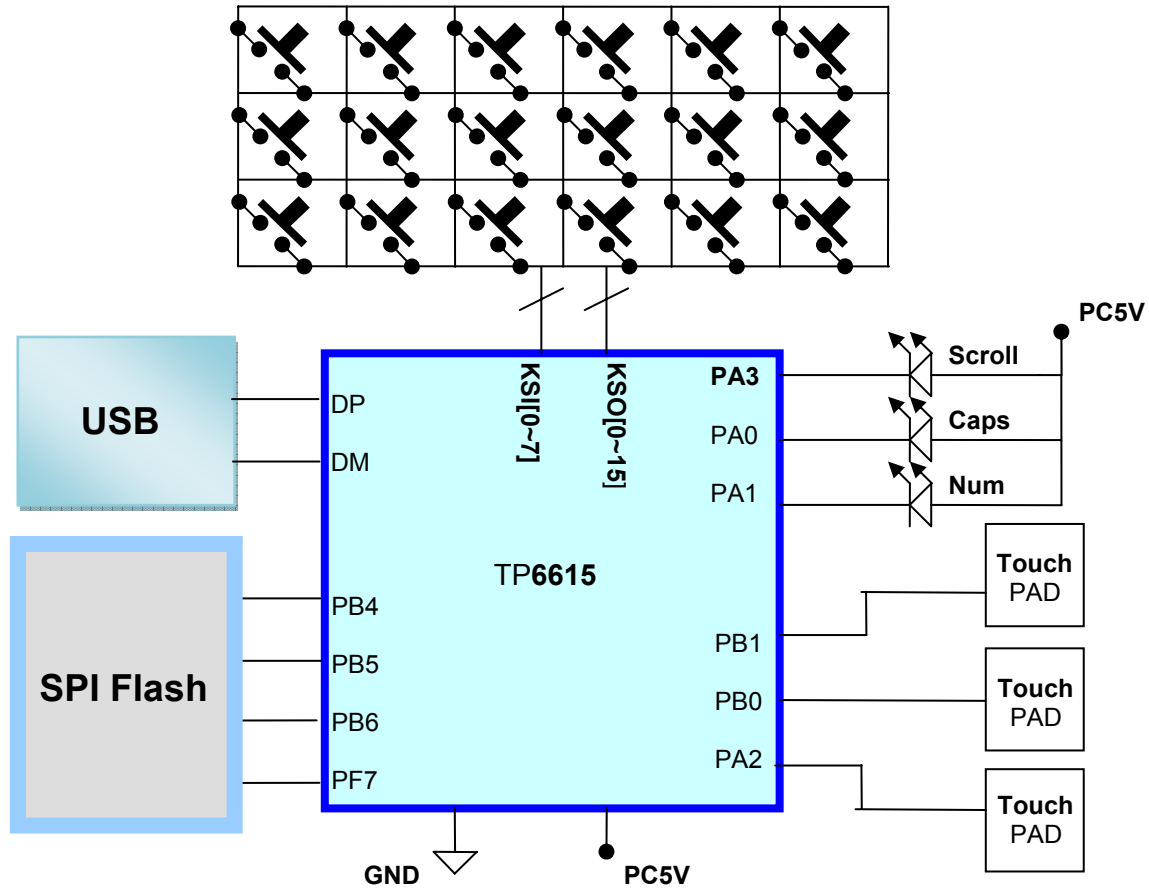 PC5V
USB
DP
DM
KSI[0~7]
KSO[0~15]
PA3
PA0
PA1
Scroll
Caps
Num
TP6615
SPI Flash
PB4
PB5
PB6
PF7
PB1
PB0
PA2
Touch
PAD
Touch
PAD
Touch
PAD
GND
PC5V